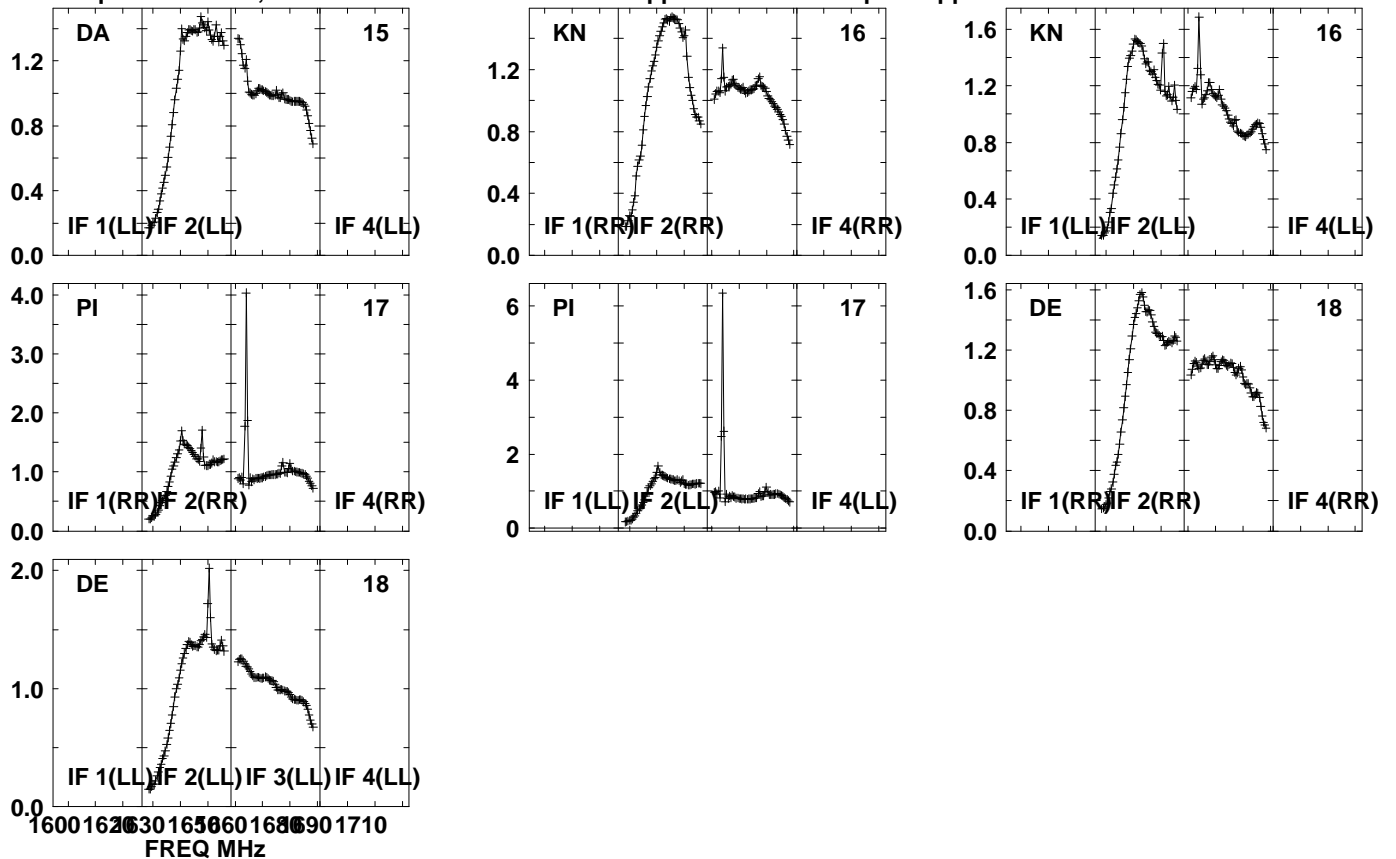 DA 15 KN 16 KN 16
1.2 1.2 1.6
0.8 0.8 1.2
0.4 0.4 0.8
0.0 0.0 0.4
0.0
IF 1(LL) IF 2(LL) IF 4(LL) IF 1(RR) IF 2(RR) IF 4(RR) IF 1(LL) IF 2(LL) IF 4(LL)
PI 17 PI 17 DE 18
4.0 6 1.6
3.0 4 1.2
2.0 2 0.8
1.0 0 0.4
0.0 0.0
IF 1(RR) IF 2(RR) IF 4(RR) IF 1(LL) IF 2(LL) IF 4(LL) IF 1(RR) IF 2(RR) IF 4(RR)
DE 18
2.0
1.0
0.0
IF 1(LL) IF 2(LL) IF 3(LL) IF 4(LL)
1600 1620 1630 1650 1660 1680 1690 1710
FREQ MHz